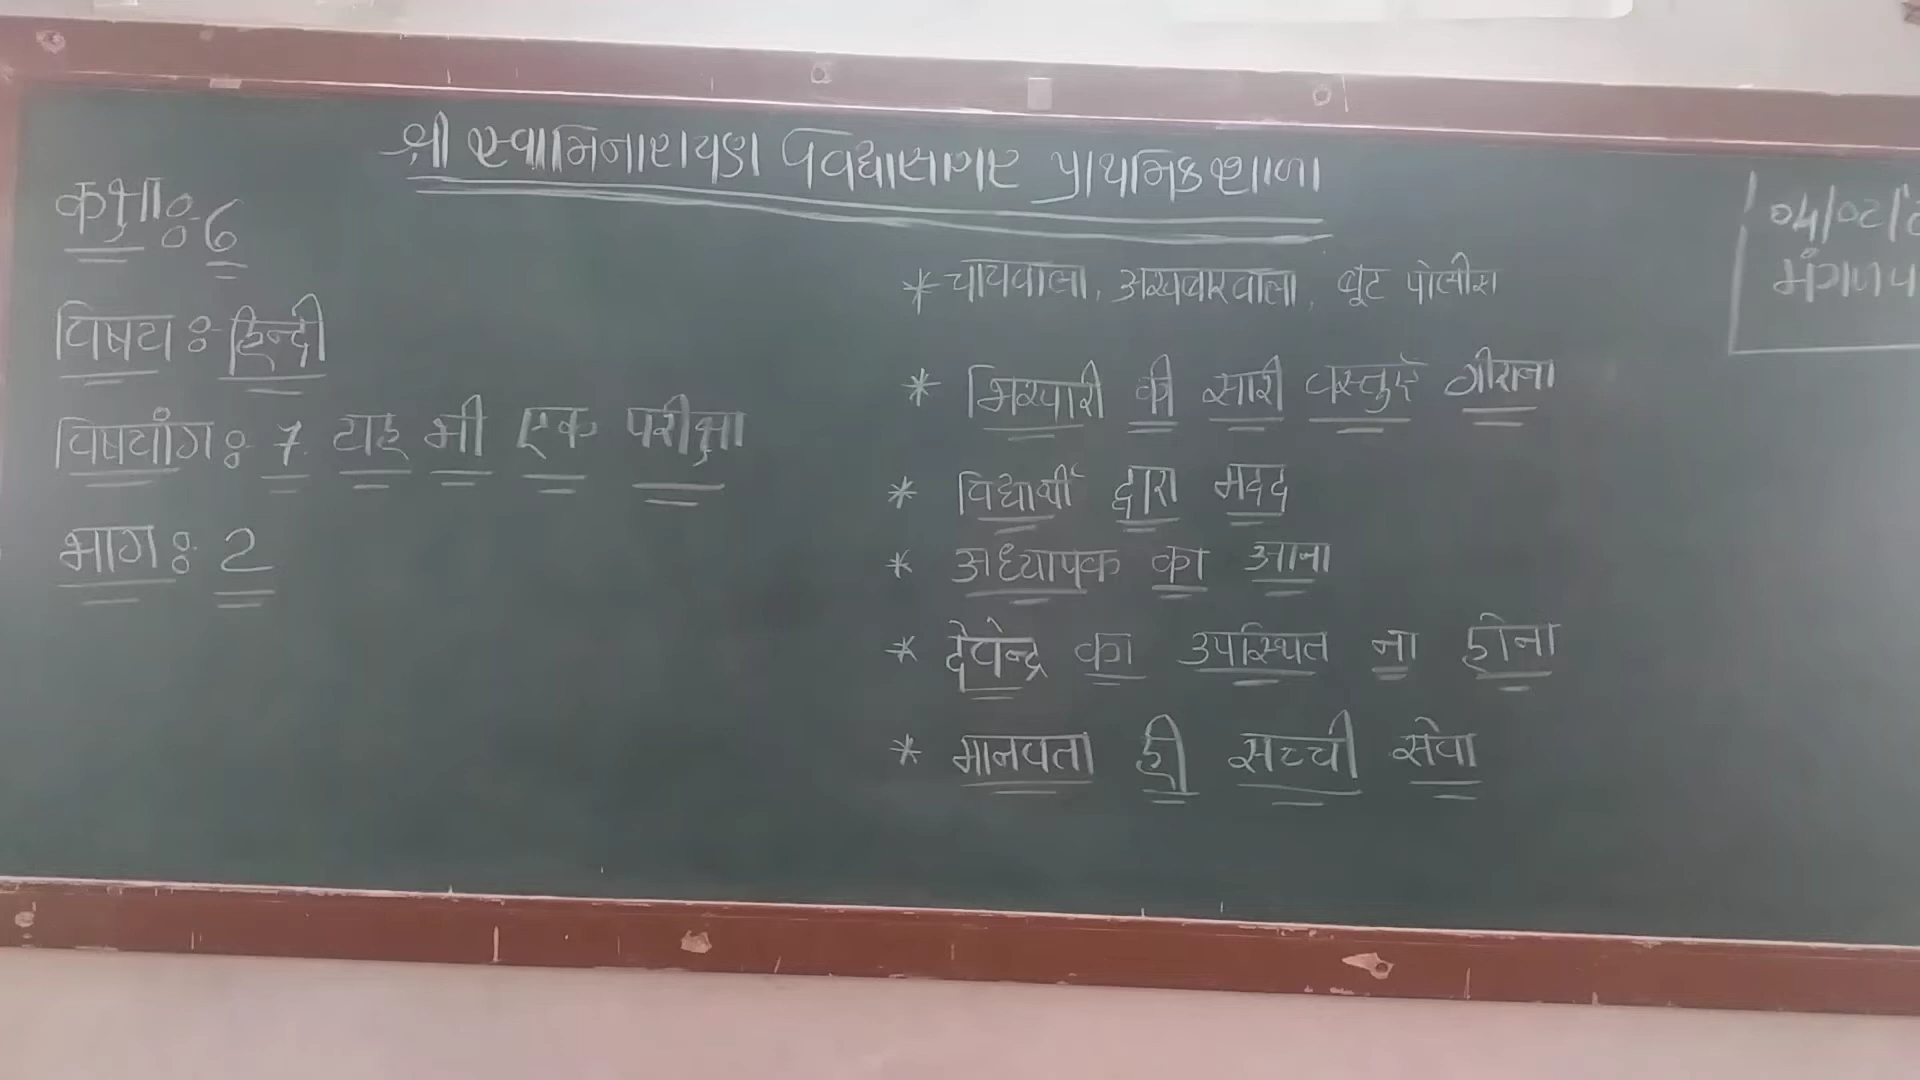 श्री स्वामिनारायण विद्यासागर प्राथमिक शाळा
कक्षा : 6
विषय : हिन्दी
विषयांग : 7. यह भी एक परीक्षा
भाग : 2
* चायवाला, अखबारवाला, बूट पोलीस
* भिखारी की सारी वस्तुएँ गीराना
* विद्यार्थी द्वारा मदद
* अध्यापक का आना
* देवेन्द्र का उपस्थित ना होना
* मानवता ही सच्ची सेवा